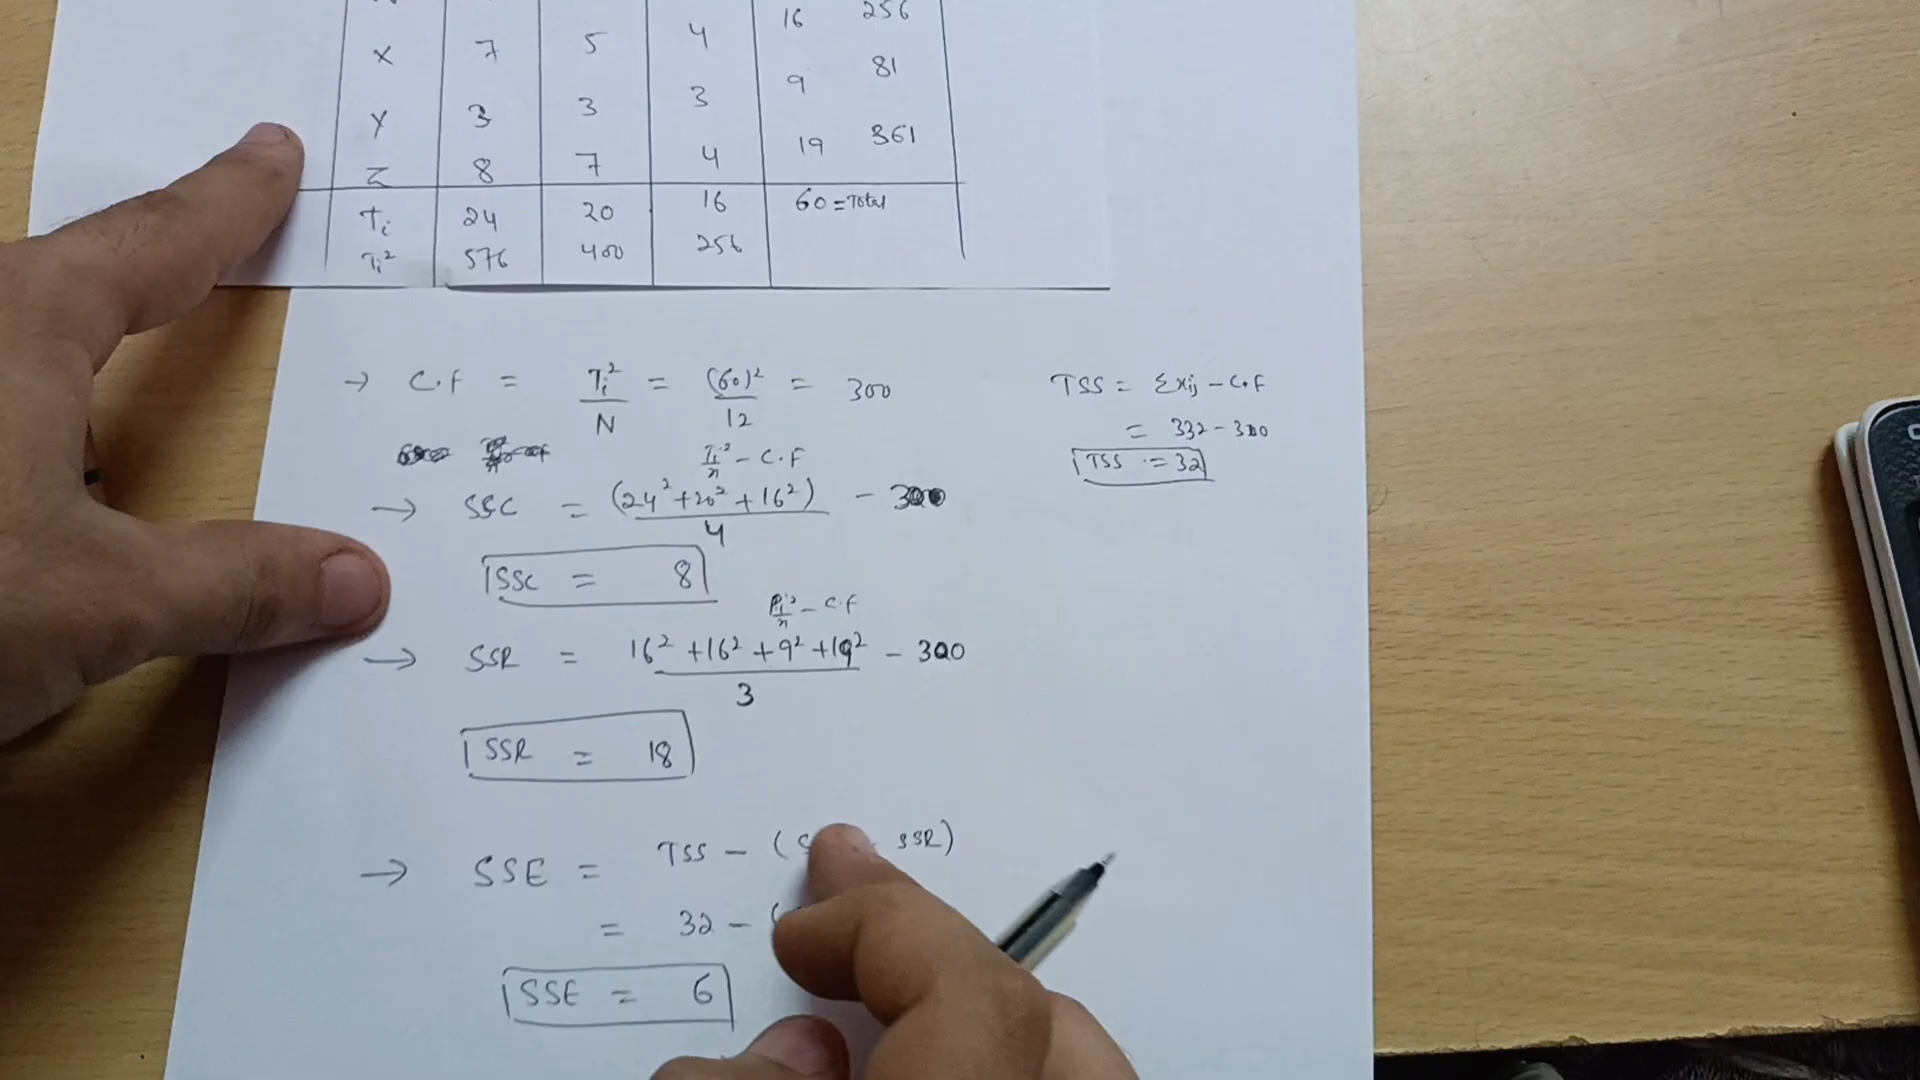 16 256
X 7 5 4
9 81
Y 3 3 3
19 361
Z 8 7 4
Ti 24 20 16 60 = Total
Ti² 576 400 256
→ C.F = Ti²/N = (60)²/12 = 300
Ti²/n - C.F
→ SSC = (24² + 20² + 16²)/4 - 300
SSC = 8
- C.F
→ SSR = 16² + 16² + 9² + 19²/3 - 300
SSR = 18
→ SSE = TSS - ( SSR)
= 32 - (
SSE = 6
TSS = Σxij - C.F
= 332 - 300
TSS = 32